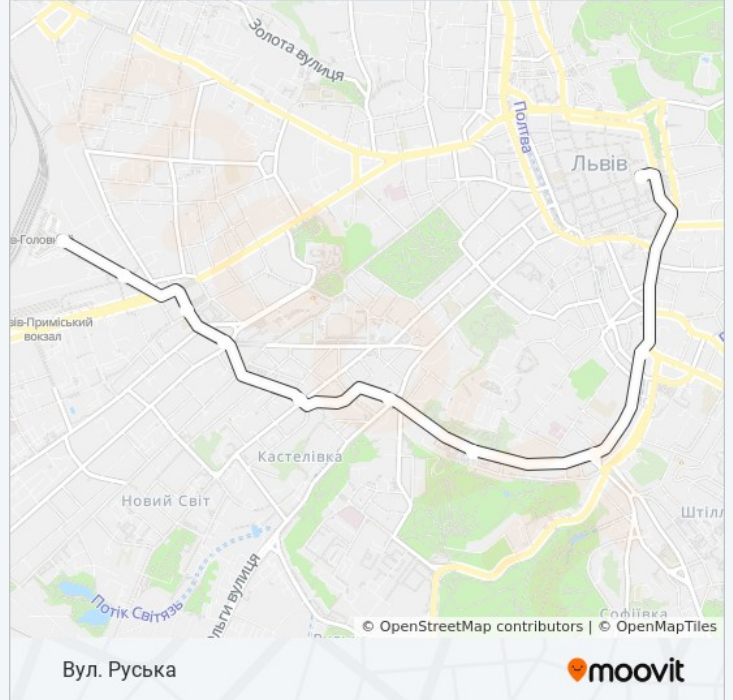 Золота вулиця
Полтва
Львів
в-Головн
зів-Приміський
вокзал
Кастелівка
Новий Світ
Штілл
Потік Світязь
ольги вулиця
Софіївка
© OpenStreetMap contributors | © OpenMapTiles
Вул. Руська
moovit